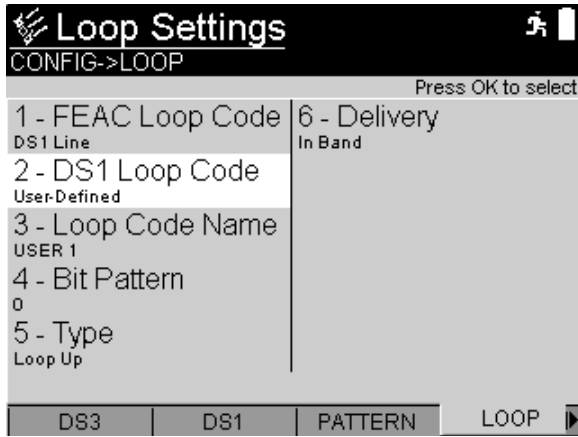 Loop Settings
CONFIG->LOOP
Press OK to select
1 - FEAC Loop Code
DS1 Line
2 - DS1 Loop Code
User-Defined
3 - Loop Code Name
USER 1
4 - Bit Pattern
0
5 - Type
Loop Up
6 - Delivery
In Band
DS3
DS1
PATTERN
LOOP